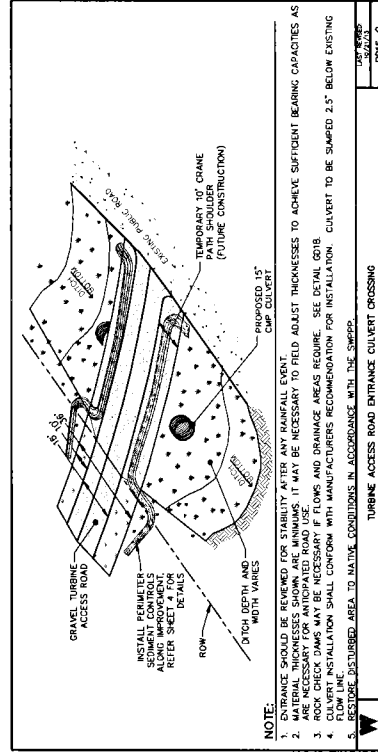 GRAVEL TURBINE
ACCESS ROAD
INSTALL PERIMETER
SEDIMENT CONTROLS
ALONG IMPROVEMENT,
REFER SHEET 4 FOR
DETAILS
ROW
DITCH DEPTH AND
WIDTH VARIES
16'
10'
36'
DITCH
BOTTOM
EXISTING PUBLIC ROAD
TEMPORARY 10' CRANE
PATH SHOULDER
(FUTURE CONSTRUCTION)
DITCH
BOTTOM
PROPOSED 15"
CMP CULVERT
NOTE:
1. ENTRANCE SHOULD BE REVIEWED FOR STABILITY AFTER ANY RAINFALL EVENT.
2. MATERIAL THICKNESSES SHOWN ARE MINIMUMS. IT MAY BE NECESSARY TO FIELD ADJUST THICKNESSES TO ACHIEVE SUFFICIENT BEARING CAPACITIES AS
ARE NECESSARY FOR ANTICIPATED ROAD USE.
3. ROCK CHECK DAMS MAY BE NECESSARY IF FLOWS AND DRAINAGE AREAS REQUIRE. SEE DETAIL GD18.
4. CULVERT INSTALLATION SHALL CONFORM WITH MANUFACTURERS RECOMMENDATION FOR INSTALLATION. CULVERT TO BE SUMPED 2.5" BELOW EXISTING
FLOW LINE.
5. RESTORE DISTURBED AREA TO NATIVE CONDITIONS IN ACCORDANCE WITH THE SWPPP.
TURBINE ACCESS ROAD ENTRANCE CULVERT CROSSING
LAST REVISED